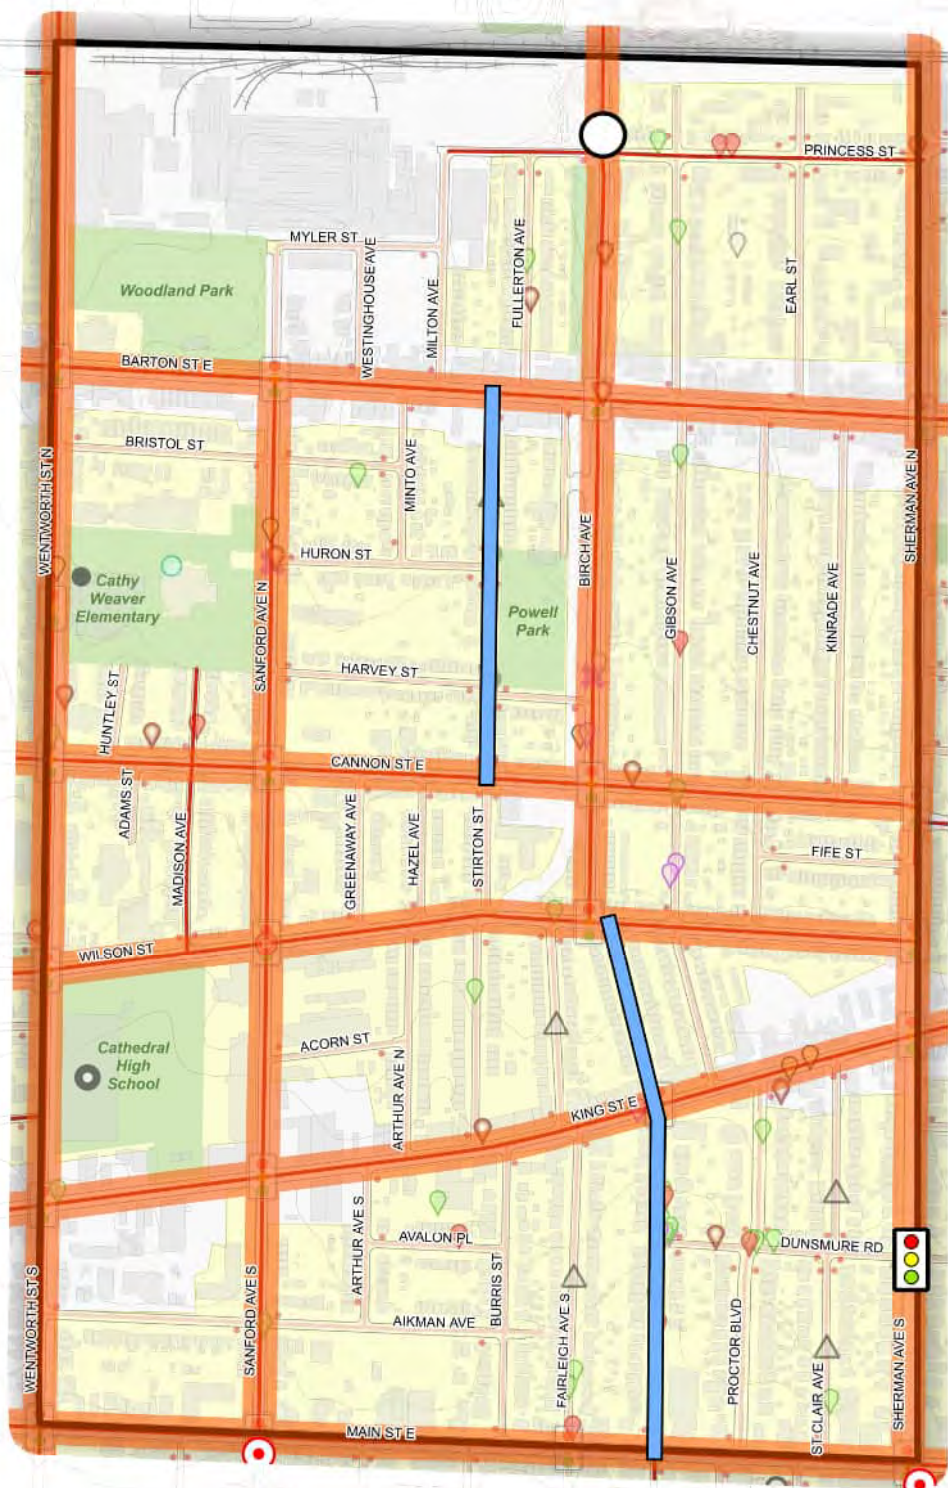 PRINCESS ST
MYLER ST
WESTINGHOUSE AVE
MILTON AVE
FULLERTON AVE
EARL ST
Woodland Park
BARTON ST E
BRISTOL ST
MINTO AVE
WENTWORTH ST N
SHERMAN AVE N
HURON ST
BIRCH AVE
GIBSON AVE
CHESTNUT AVE
KINRADE AVE
Cathy
Weaver
Elementary
SANFORD AVE N
Powell
Park
HARVEY ST
HUNTLEY ST
CANNON ST E
ADAMS ST
MADISON AVE
GREENAWAY AVE
HAZEL AVE
STIRTON ST
FIFE ST
WILSON ST
ACORN ST
Cathedral
High
School
ARTHUR AVE N
KING ST E
ARTHUR AVE S
AVALON PL
DUNSMURE RD
BURRIS ST
WENTWORTH ST S
SANFORD AVE S
AIKMAN AVE
FAIRLEIGH AVE S
PROCTOR BLVD
ST CLAIR AVE
SHERMAN AVE S
MAIN ST E